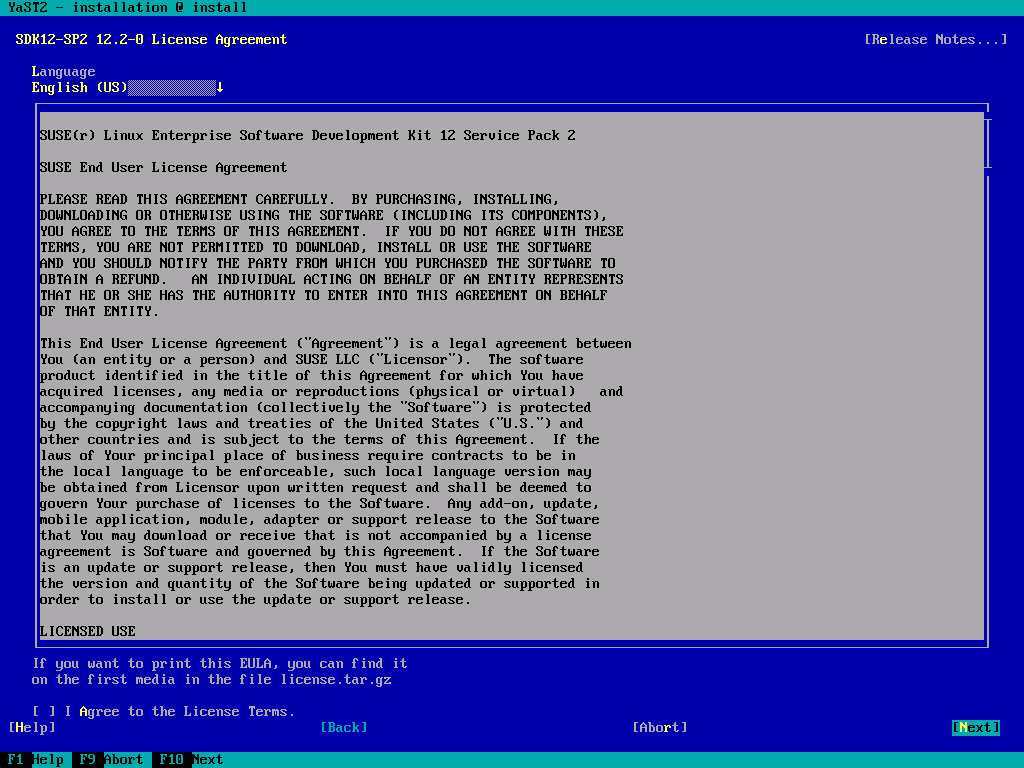 YaST2 - installation @ install
SDK12-SP2 12.2-0 License Agreement [Release Notes...]
Language
English (US)↓
SUSE(r) Linux Enterprise Software Development Kit 12 Service Pack 2
SUSE End User License Agreement
PLEASE READ THIS AGREEMENT CAREFULLY.  BY PURCHASING, INSTALLING,
DOWNLOADING OR OTHERWISE USING THE SOFTWARE (INCLUDING ITS COMPONENTS),
YOU AGREE TO THE TERMS OF THIS AGREEMENT.  IF YOU DO NOT AGREE WITH THESE
TERMS, YOU ARE NOT PERMITTED TO DOWNLOAD, INSTALL OR USE THE SOFTWARE
AND YOU SHOULD NOTIFY THE PARTY FROM WHICH YOU PURCHASED THE SOFTWARE TO
OBTAIN A REFUND.   AN INDIVIDUAL ACTING ON BEHALF OF AN ENTITY REPRESENTS
THAT HE OR SHE HAS THE AUTHORITY TO ENTER INTO THIS AGREEMENT ON BEHALF
OF THAT ENTITY.
This End User License Agreement ("Agreement") is a legal agreement between
You (an entity or a person) and SUSE LLC ("Licensor").  The software
product identified in the title of this Agreement for which You have
acquired licenses, any media or reproductions (physical or virtual)   and
accompanying documentation (collectively the "Software") is protected
by the copyright laws and treaties of the United States ("U.S.") and
other countries and is subject to the terms of this Agreement.  If the
laws of Your principal place of business require contracts to be in
the local language to be enforceable, such local language version may
be obtained from Licensor upon written request and shall be deemed to
govern Your purchase of licenses to the Software.  Any add-on, update,
mobile application, module, adapter or support release to the Software
that You may download or receive that is not accompanied by a license
agreement is Software and governed by this Agreement.  If the Software
is an update or support release, then You must have validly licensed
the version and quantity of the Software being updated or supported in
order to install or use the update or support release.
LICENSED USE
If you want to print this EULA, you can find it
on the first media in the file license.tar.gz
[ ] I Agree to the License Terms.
[Help] [Back] [Abort] [Next]
F1 Help F9 Abort F10 Next